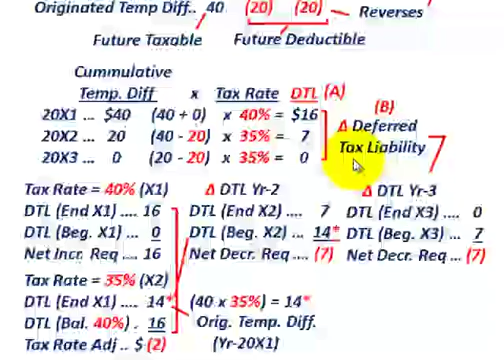 Originated Temp Diff.. 40 (20) (20) Reverses
Future Taxable Future Deductible
Cummulative
Temp. Diff x Tax Rate DTL (A)
(B)
20X1 ... $40 (40 + 0) x 40% = $16
Δ Deferred
20X2 ... 20 (40 - 20) x 35% = 7
Tax Liability
20X3 ... 0 (20 - 20) x 35% = 0
Tax Rate = 40% (X1) Δ DTL Yr-2 Δ DTL Yr-3
DTL (End X1) .... 16 DTL (End X2) .... 7 DTL (End X3) .... 0
DTL (Beg. X1) ... 0 DTL (Beg. X2) ... 14* DTL (Beg. X3) ... 7
Net Incr. Req ... 16 Net Decr. Req ... (7) Net Decr. Req ... (7)
Tax Rate = 35% (X2)
DTL (End X1) .... 14* (40 x 35%) = 14*
DTL (Bal. 40%) . 16 Orig. Temp. Diff.
Tax Rate Adj .. $ (2) (Yr-20X1)